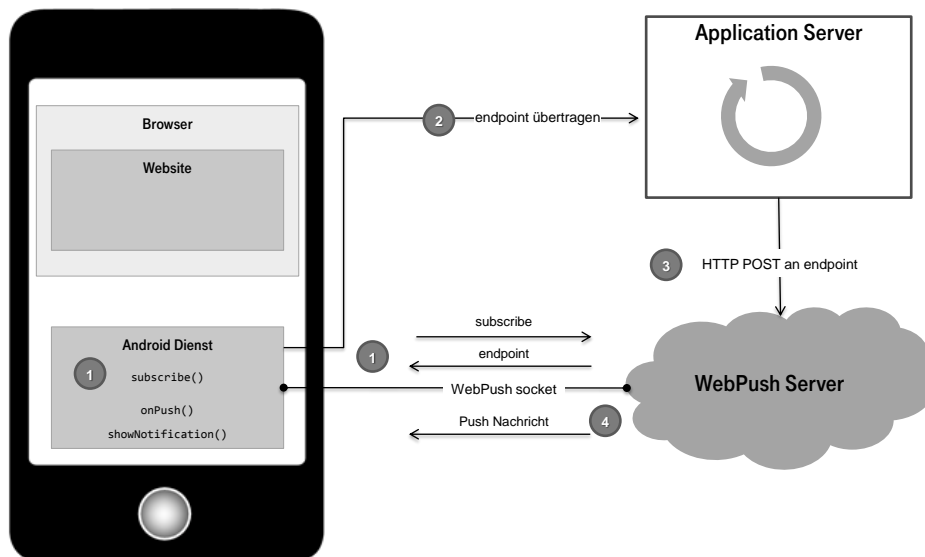 Application Server
Browser
Website
2
endpoint übertragen
3
HTTP POST an endpoint
Android Dienst
1
subscribe()
onPush()
showNotification()
1
subscribe
endpoint
WebPush socket
Push Nachricht
4
WebPush Server